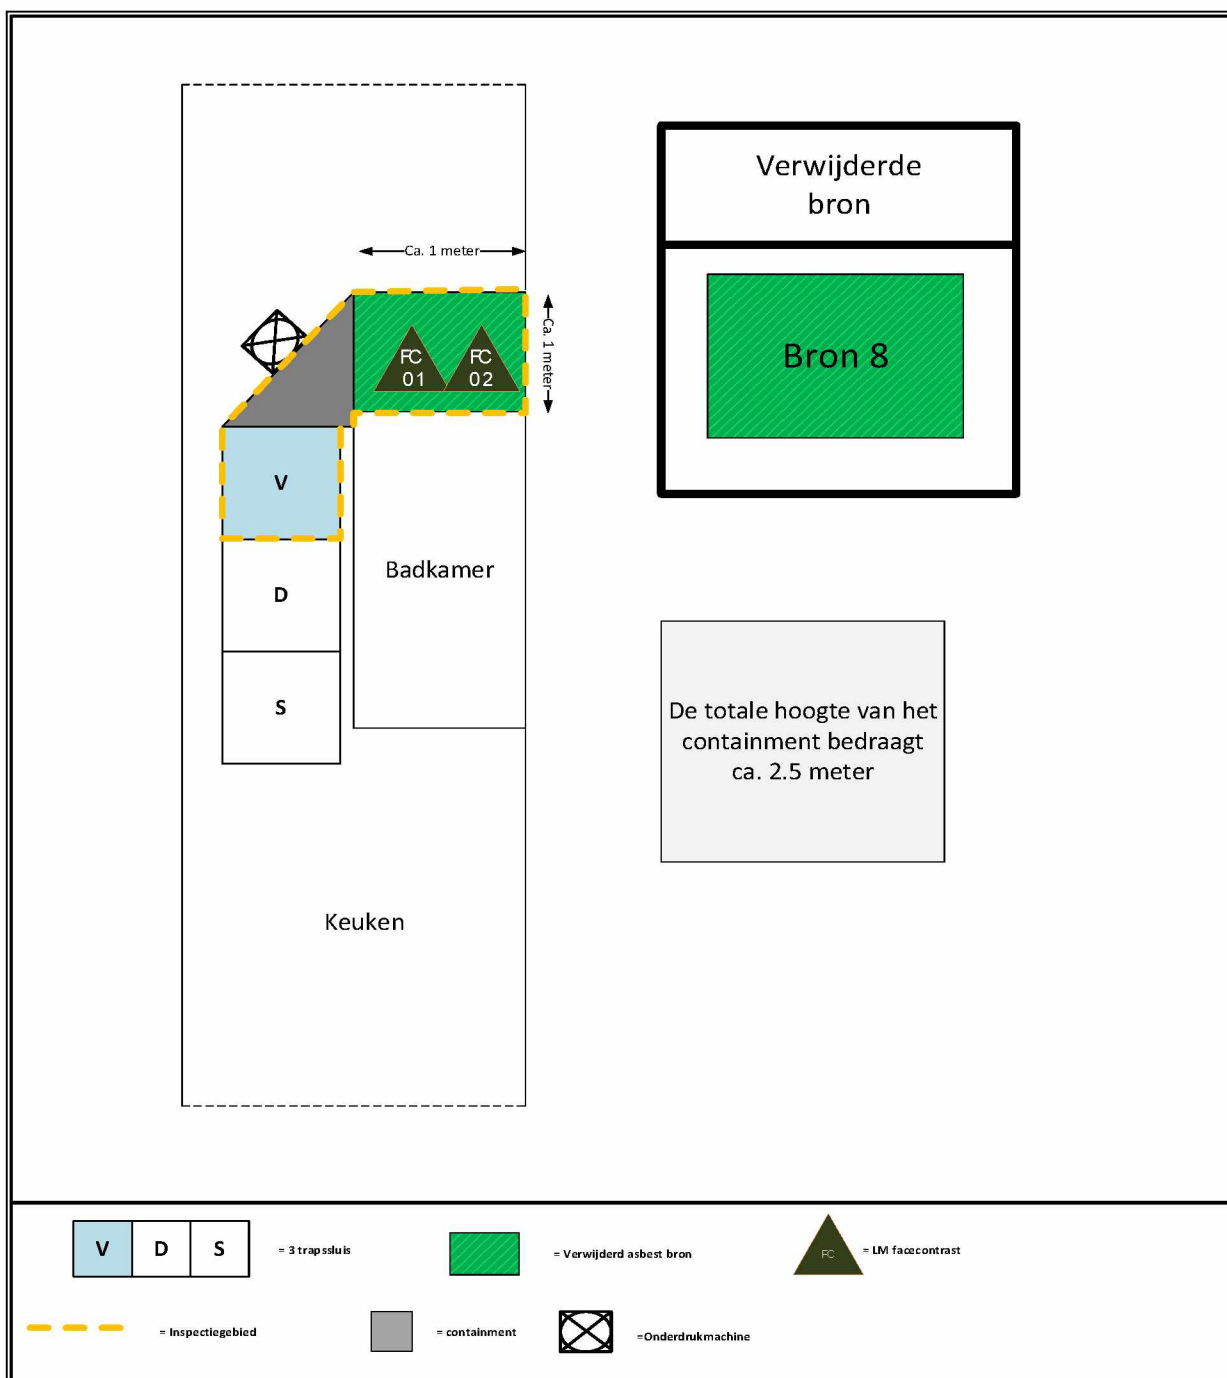 Verwijderde
bron
Ca. 1 meter
Ca. 1 meter
FC
01
FC
02
Bron 8
V
D
S
Badkamer
De totale hoogte van het
containment bedraagt
ca. 2.5 meter
Keuken
V D S = 3 trapssluis
= Verwijderd asbest bron
FC = LM facecontrast
= Inspectiegebied
= containment
=Onderdrukmachine